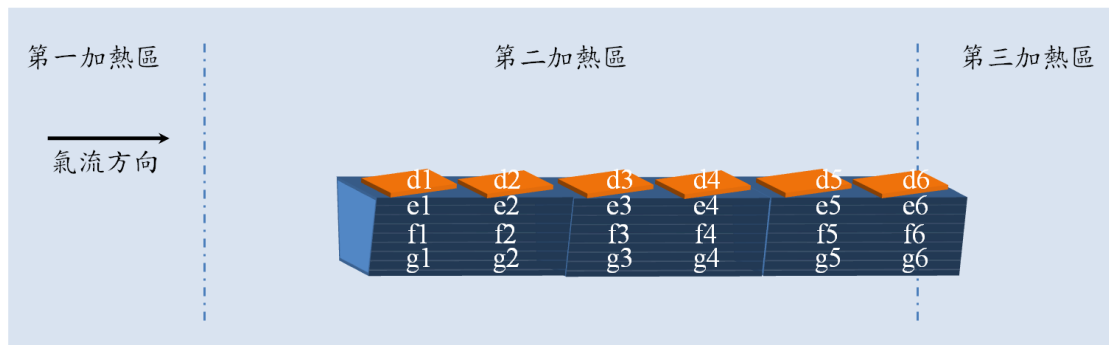 第一加熱區 第二加熱區 第三加熱區
氣流方向
d1 d2 d3 d4 d5 d6
e1 e2 e3 e4 e5 e6
f1 f2 f3 f4 f5 f6
g1 g2 g3 g4 g5 g6